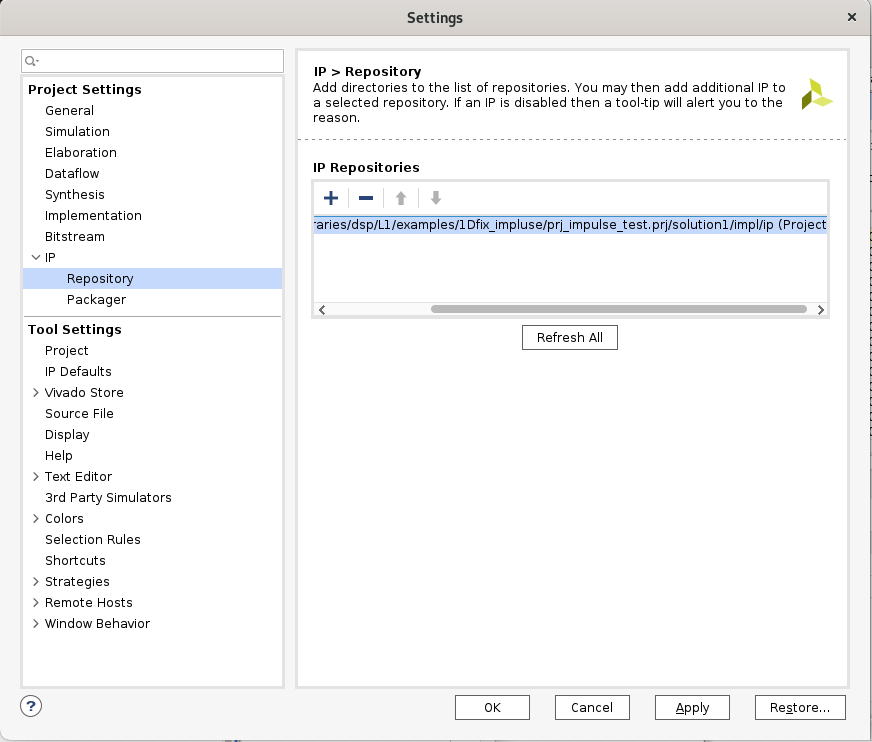 Settings
Project Settings
General
Simulation
Elaboration
Dataflow
Synthesis
Implementation
Bitstream
IP
Repository
Packager
Tool Settings
Project
IP Defaults
Vivado Store
Source File
Display
Help
Text Editor
3rd Party Simulators
Colors
Selection Rules
Shortcuts
Strategies
Remote Hosts
Window Behavior
IP > Repository
Add directories to the list of repositories. You may then add additional IP to
a selected repository. If an IP is disabled then a tool-tip will alert you to the
reason.
IP Repositories
raries/dsp/L1/examples/1Dfix_impluse/prj_impulse_test.prj/solution1/impl/ip (Project
Refresh All
?
OK
Cancel
Apply
Restore...